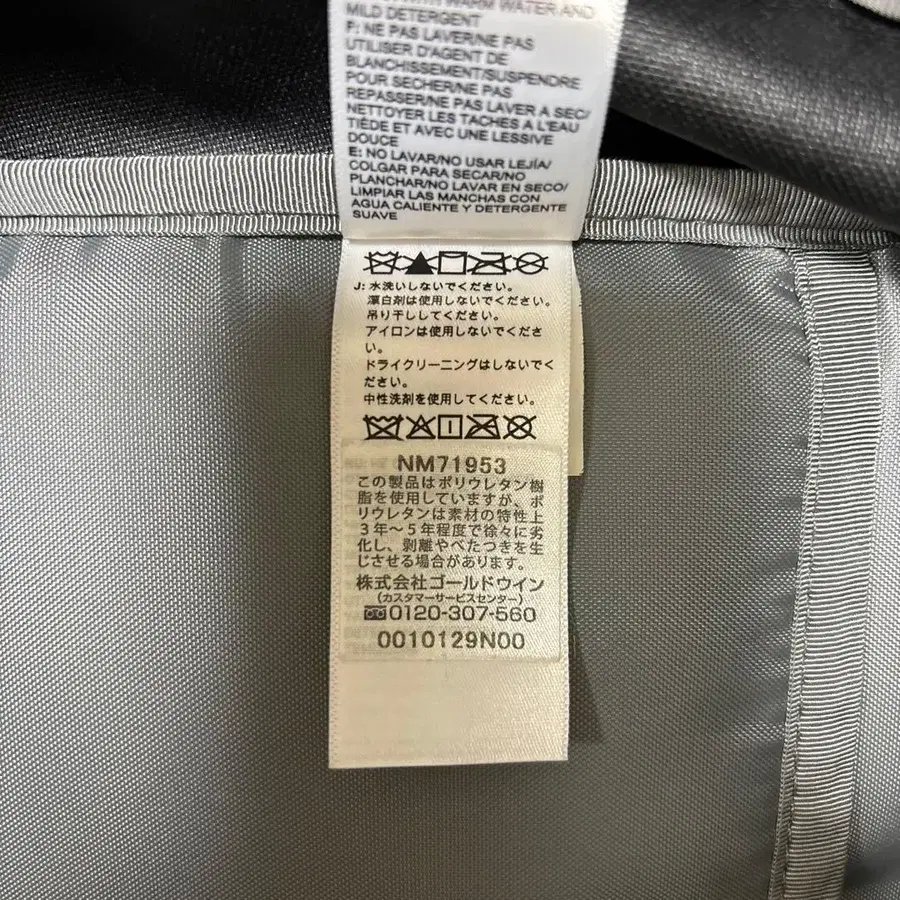 WITH WARM WATER AND
MILD DETERGENT
F: NE PAS LAVER/NE PAS
UTILISER D'AGENT DE
BLANCHISSEMENT/SUSPENDRE
POUR SECHER/NE PAS
REPASSER/NE PAS LAVER A SEC/
NETTOYER LES TACHES A L'EAU
TIÈDE ET AVEC UNE LESSIVE
DOUCE
E: NO LAVAR/NO USAR LEJÍA/
COLGAR PARA SECAR/NO
PLANCHAR/NO LAVAR EN SECO/
LIMPIAR LAS MANCHAS CON
AGUA CALIENTE Y DETERGENTE
SUAVE
J: 水洗いしないでください。
漂白剤は使用しないでください。
吊り干ししてください。
アイロンは使用しないでくださ
い。
ドライクリーニングはしないでく
ださい。
中性洗剤を使用してください。
NM71953
この製品はポリウレタン樹
脂を使用していますが、ポ
リウレタンは素材の特性上
3年〜5年程度で徐々に劣
化し、剥離やべたつきを生
じさせる場合があります。
株式会社ゴールドウイン
(カスタマーサービスセンター)
0120-307-560
0010129N00